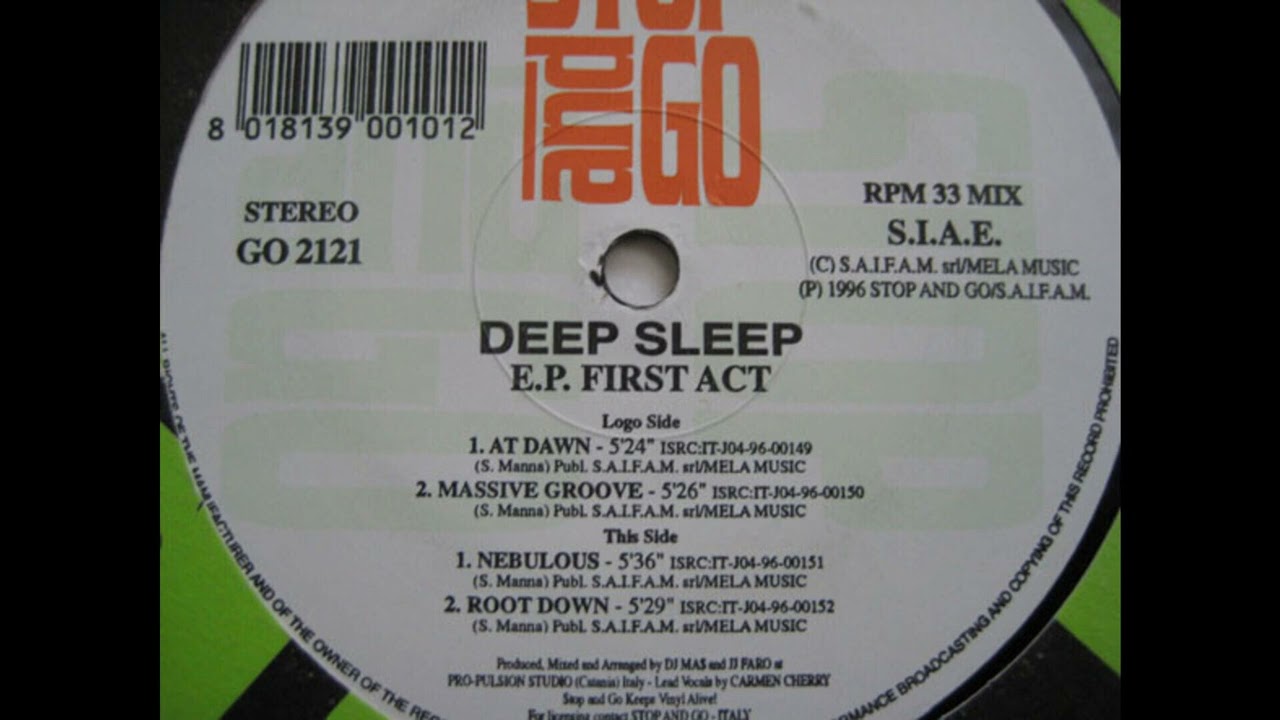 STOP
and
GO
8 018139 001012
STEREO
GO 2121
RPM 33 MIX
S.I.A.E.
(C) S.A.I.F.A.M. srl/MELA MUSIC
(P) 1996 STOP AND GO/S.A.I.F.A.M.
DEEP SLEEP
E.P. FIRST ACT
Logo Side
1. AT DAWN - 5'24" ISRC:IT-J04-96-00149
(S. Manna) Publ. S.A.I.F.A.M. srl/MELA MUSIC
2. MASSIVE GROOVE - 5'26" ISRC:IT-J04-96-00150
(S. Manna) Publ. S.A.I.F.A.M. srl/MELA MUSIC
This Side
1. NEBULOUS - 5'36" ISRC:IT-J04-96-00151
(S. Manna) Publ. S.A.I.F.A.M. srl/MELA MUSIC
2. ROOT DOWN - 5'29" ISRC:IT-J04-96-00152
(S. Manna) Publ. S.A.I.F.A.M. srl/MELA MUSIC
Produced, Mixed and Arranged by DJ MA$ and JJ FARO at
PRO-PULSION STUDIO (Catania) Italy - Lead Vocals by CARMEN CHERRY
Stop and Go Keeps Vinyl Alive!
For licensing contact STOP AND GO - ITALY
ALL RIGHTS OF THE MANUFACTURER AND OF THE OWNER OF THE
BROADCASTING AND COPYING OF THIS RECORD PROHIBITED